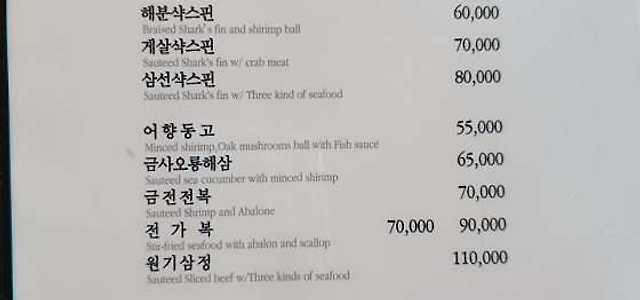 해분샥스핀 60,000
Braised Shark's fin and shrimp ball
게살샥스핀 70,000
Sauteed Shark's fin w/ crab meat
삼선샥스핀 80,000
Sauteed Shark's fin w/ Three kind of seafood
어향동고 55,000
Minced shrimp,Oak mushrooms ball with Fish sauce
금사오룡해삼 65,000
Sauteed sea cucumber with minced shrimp
금전전복 70,000
Sauteed Shrimp and Abalone
전 가 복 70,000 90,000
Stir-fried seafood with abalon and scallop
원기삼정 110,000
Sauteed Sliced beef w/Three kinds of seafood